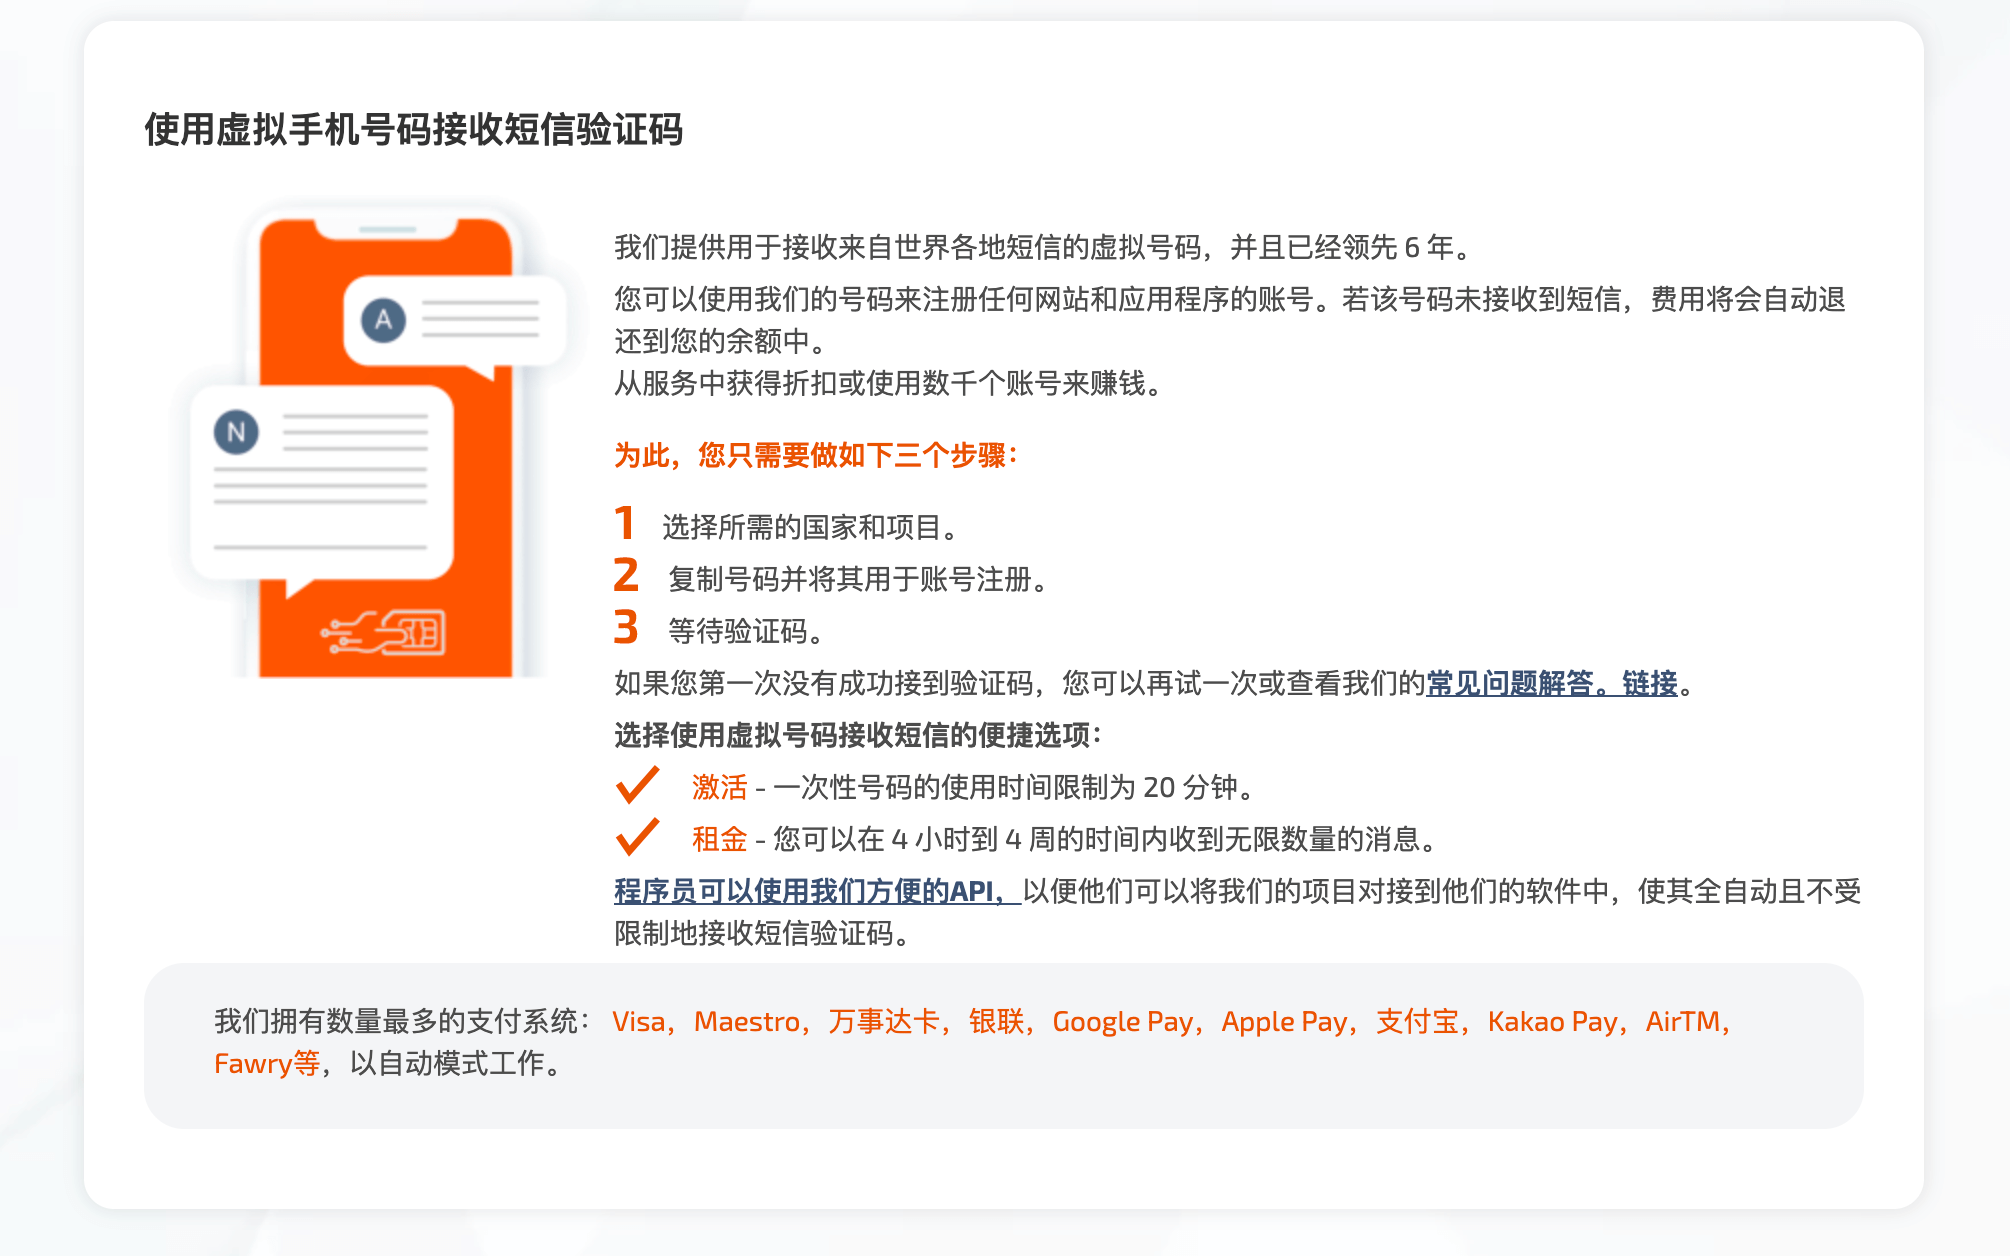 使用虚拟手机号码接收短信验证码
A
N
我们提供用于接收来自世界各地短信的虚拟号码，并且已经领先 6 年。
您可以使用我们的号码来注册任何网站和应用程序的账号。若该号码未接收到短信，费用将会自动退
还到您的余额中。
从服务中获得折扣或使用数千个账号来赚钱。
为此，您只需要做如下三个步骤：
1 选择所需的国家和项目。
2 复制号码并将其用于账号注册。
3 等待验证码。
如果您第一次没有成功接到验证码，您可以再试一次或查看我们的常见问题解答。链接。
选择使用虚拟号码接收短信的便捷选项：
激活 - 一次性号码的使用时间限制为 20 分钟。
租金 - 您可以在 4 小时到 4 周的时间内收到无限数量的消息。
程序员可以使用我们方便的API，以便他们可以将我们的项目对接到他们的软件中，使其全自动且不受
限制地接收短信验证码。
我们拥有数量最多的支付系统： Visa，Maestro，万事达卡，银联，Google Pay，Apple Pay，支付宝，Kakao Pay，AirTM，
Fawry等，以自动模式工作。